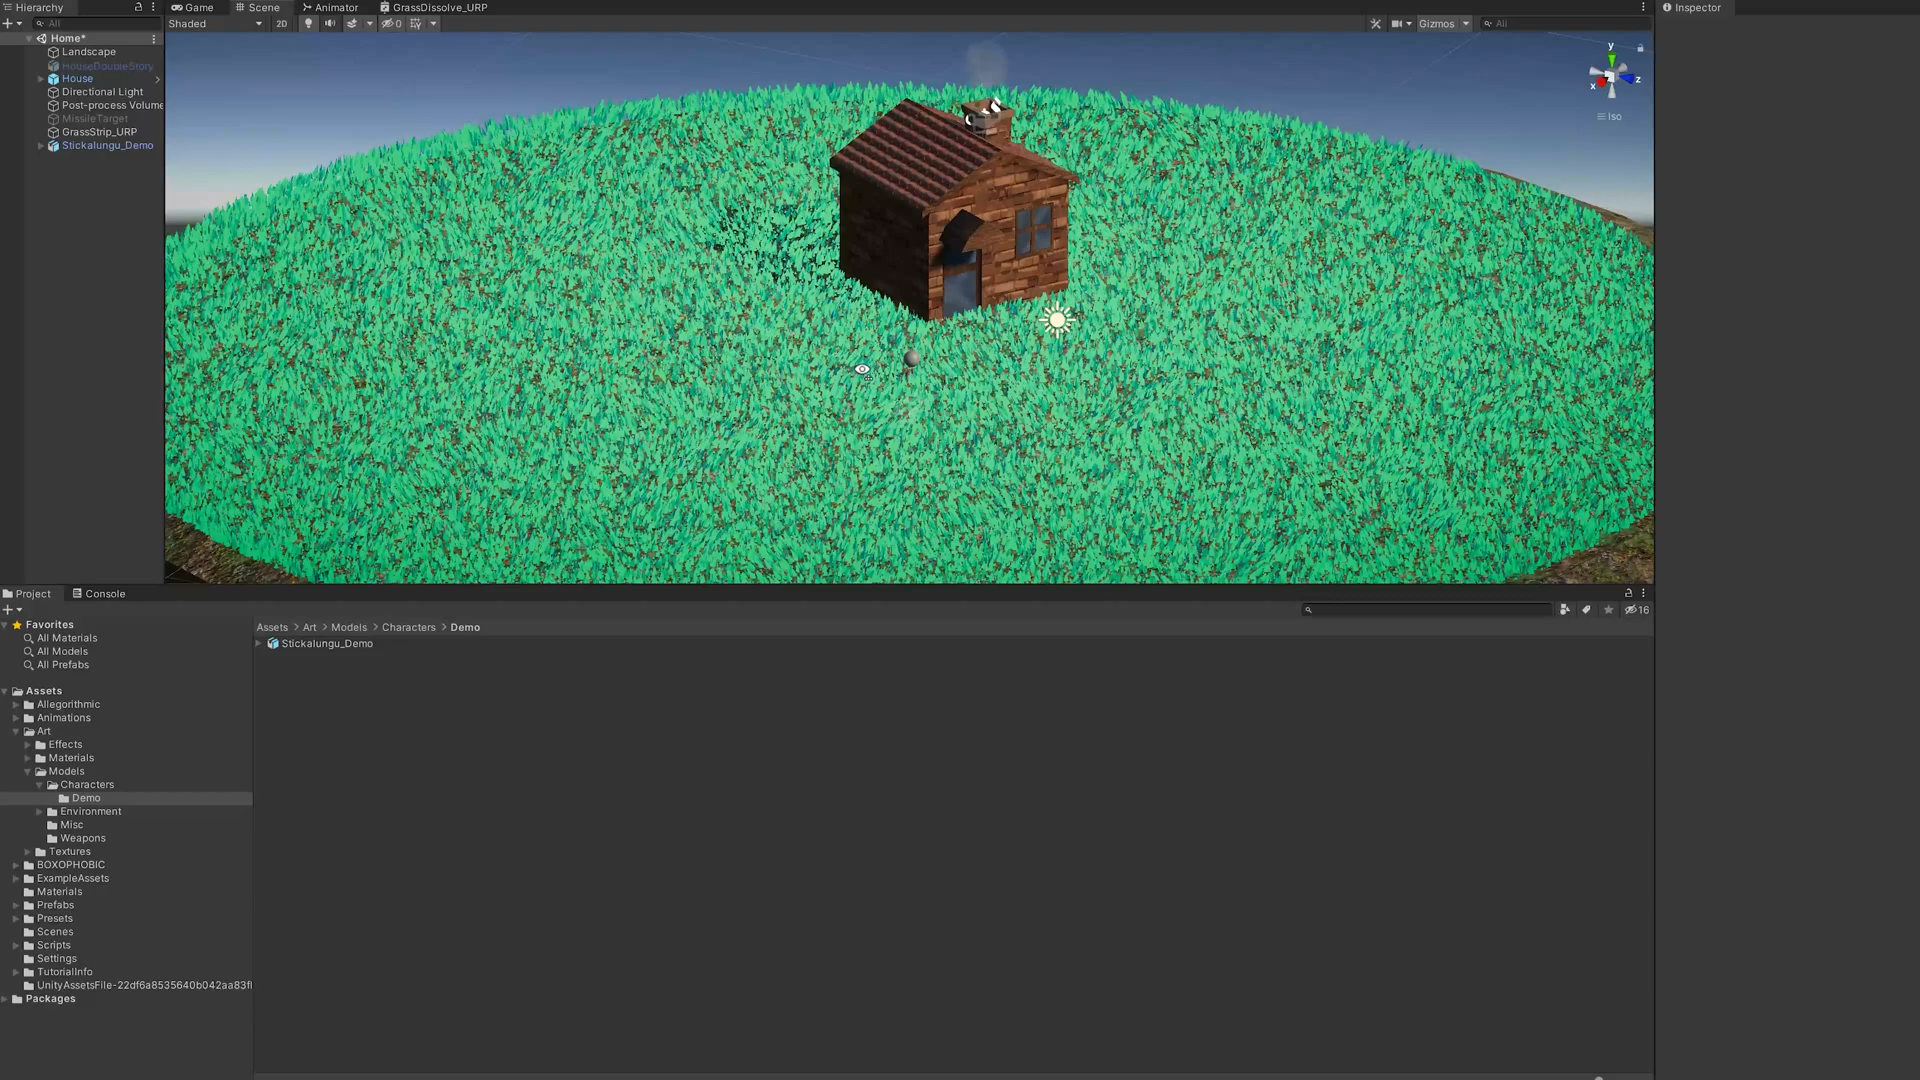 Hierarchy
Game
Scene
Animator
GrassDissolve_URP
Inspector
All
Shaded
2D
0
Gizmos
All
Home*
Landscape
HouseDoubleStory
House
Directional Light
Post-process Volume
MissileTarget
GrassStrip_URP
Stickalungu_Demo
y
x
z
Iso
Project
Console
16
Favorites
All Materials
All Models
All Prefabs
Assets > Art > Models > Characters > Demo
Stickalungu_Demo
Assets
Allegorithmic
Animations
Art
Effects
Materials
Models
Characters
Demo
Environment
Misc
Weapons
Textures
BOXOPHOBIC
ExampleAssets
Materials
Prefabs
Presets
Scenes
Scripts
Settings
TutorialInfo
UnityAssetsFile-22df6a8535640b042aa83f
Packages